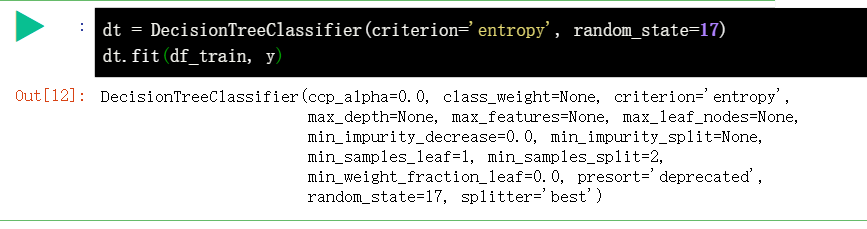 : dt = DecisionTreeClassifier(criterion='entropy', random_state=17)
dt.fit(df_train, y)
Out[12]: DecisionTreeClassifier(ccp_alpha=0.0, class_weight=None, criterion='entropy',
max_depth=None, max_features=None, max_leaf_nodes=None,
min_impurity_decrease=0.0, min_impurity_split=None,
min_samples_leaf=1, min_samples_split=2,
min_weight_fraction_leaf=0.0, presort='deprecated',
random_state=17, splitter='best')